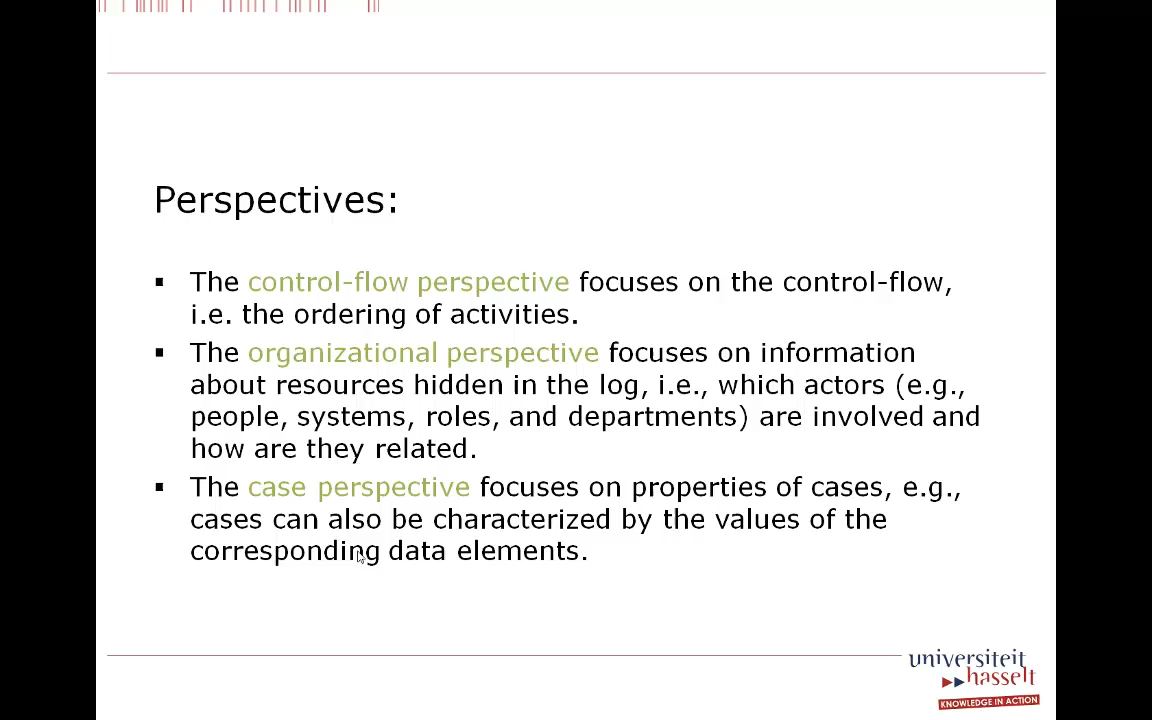 Perspectives:
▪ The control-flow perspective focuses on the control-flow,
i.e. the ordering of activities.
▪ The organizational perspective focuses on information
about resources hidden in the log, i.e., which actors (e.g.,
people, systems, roles, and departments) are involved and
how are they related.
▪ The case perspective focuses on properties of cases, e.g.,
cases can also be characterized by the values of the
corresponding data elements.
universiteit
hasselt
KNOWLEDGE IN ACTION